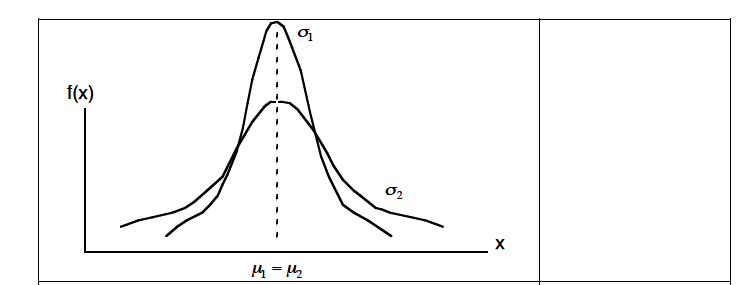 σ₁
f(x)
σ₂
x
μ₁ = μ₂